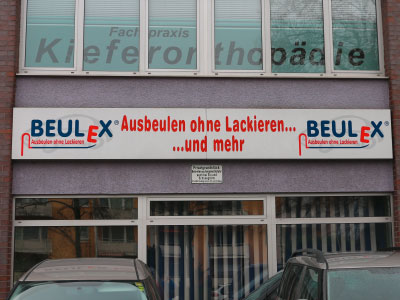 Fachpraxis
Kieferorthopädie
BEULEX®
Ausbeulen ohne Lackieren
Ausbeulen ohne Lackieren...
...und mehr
BEULEX®
Ausbeulen ohne Lackieren